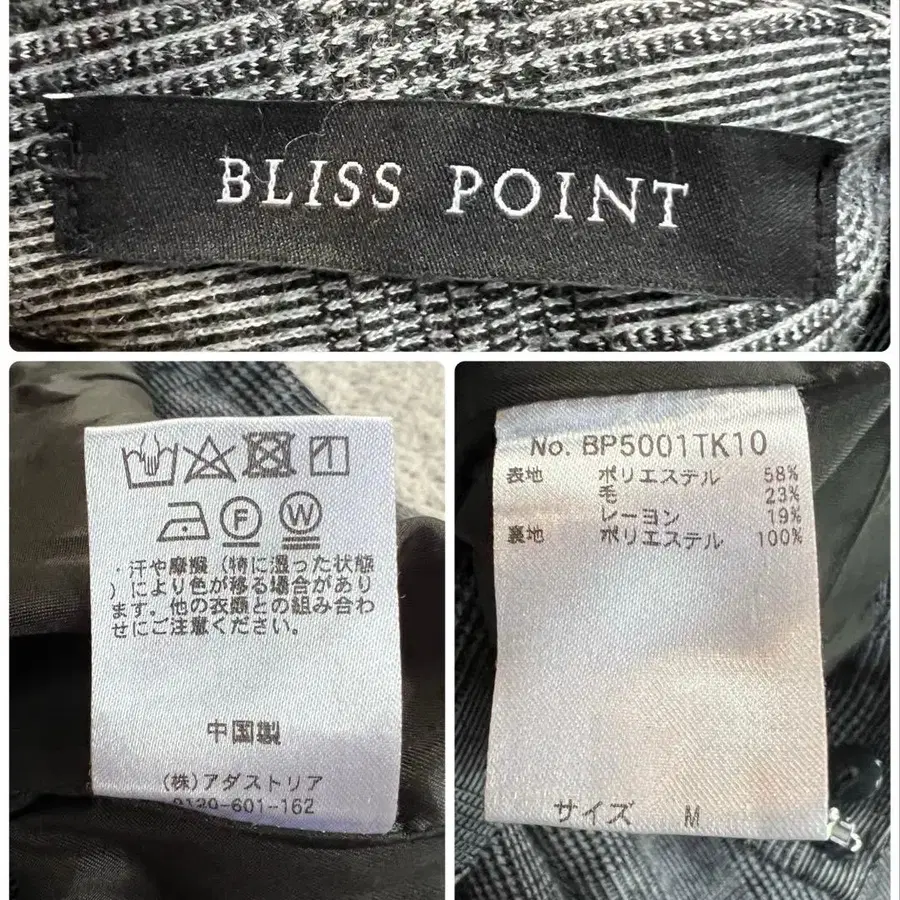 BLISS POINT
F W
・汗や摩擦（特に湿った状態
）により色が移る場合があり
ます。他の衣類との組み合わ
せにご注意ください。
中国製
(株)アダストリア
0120-601-162
No. BP5001TK10
表地 ポリエステル 58%
毛 23%
レーヨン 19%
裏地 ポリエステル 100%
サイズ M